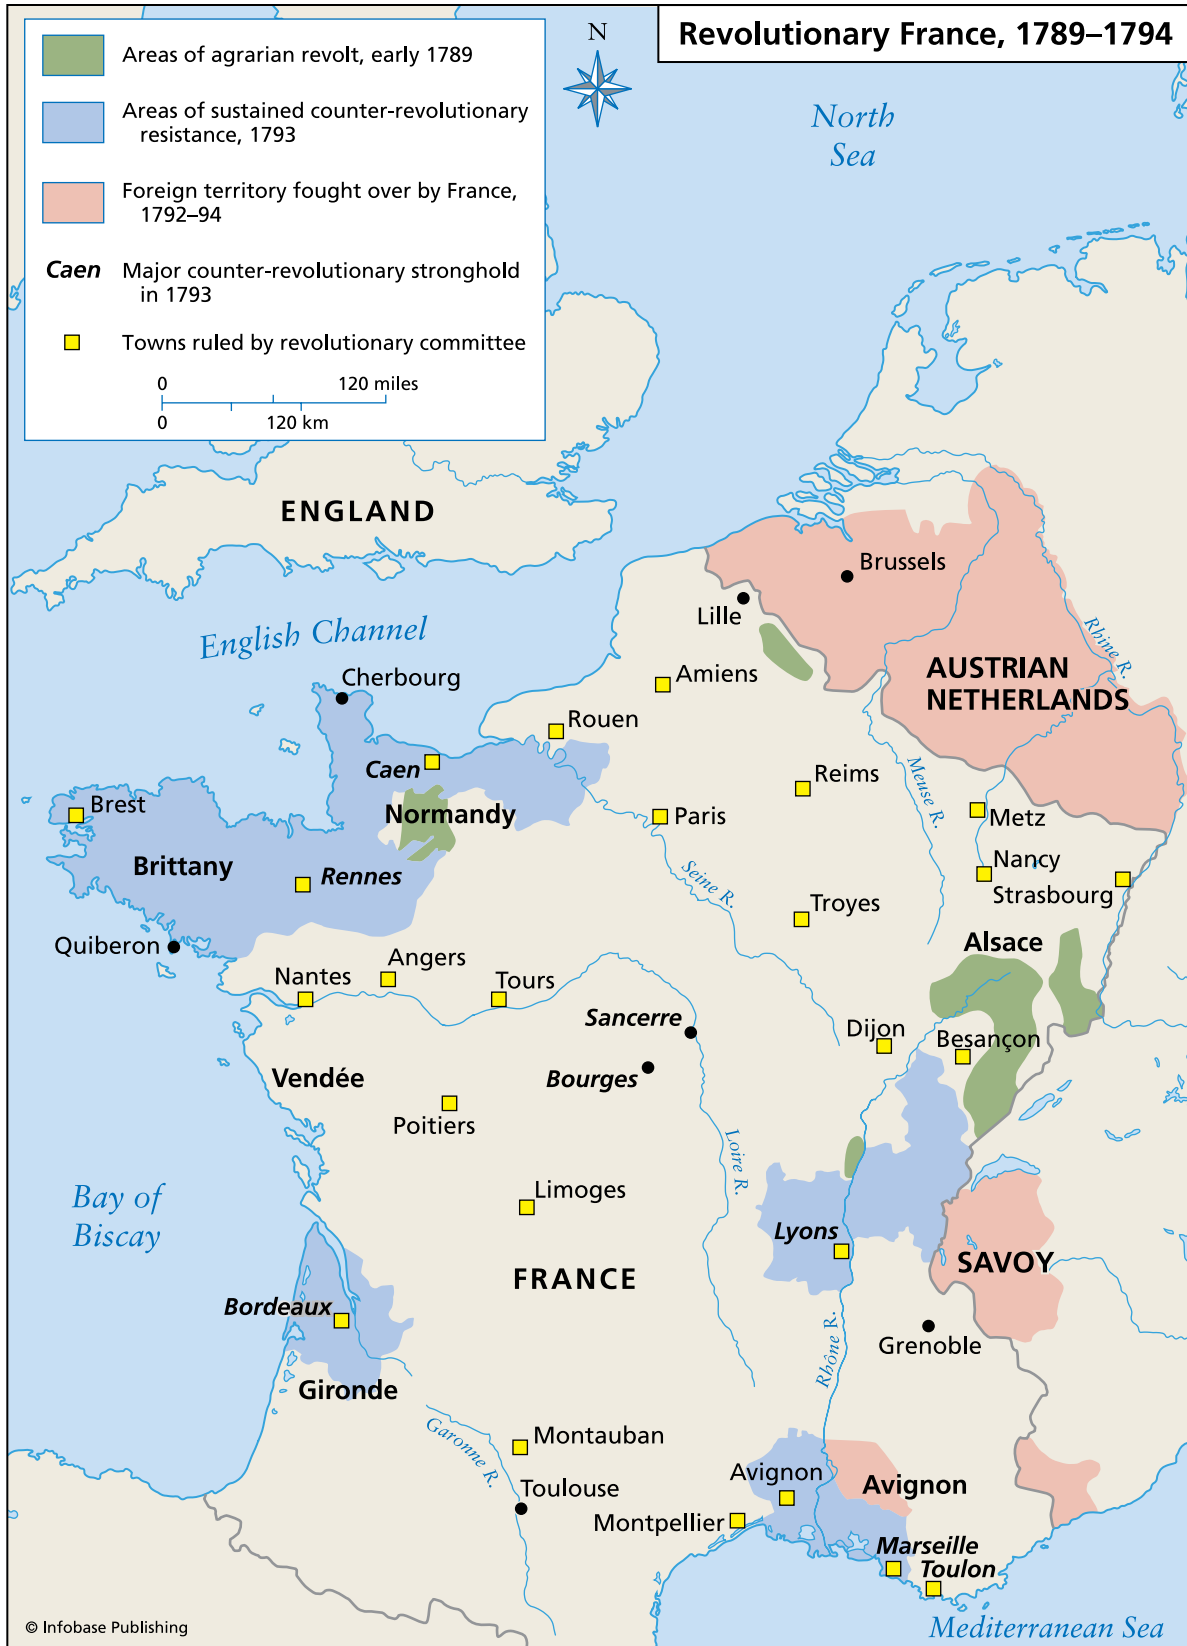 Revolutionary France, 1789–1794
Areas of agrarian revolt, early 1789
Areas of sustained counter-revolutionary
resistance, 1793
Foreign territory fought over by France,
1792–94
Caen Major counter-revolutionary stronghold
in 1793
Towns ruled by revolutionary committee
0 120 miles
0 120 km
N
North
Sea
ENGLAND
English Channel
Brussels
Lille
Rhine R.
AUSTRIAN
NETHERLANDS
Amiens
Cherbourg
Rouen
Caen
Reims
Meuse R.
Brest
Normandy
Paris
Metz
Brittany
Rennes
Seine R.
Nancy
Strasbourg
Troyes
Quiberon
Alsace
Nantes
Angers
Tours
Sancerre
Dijon
Besançon
Vendée
Bourges
Poitiers
Loire R.
Bay of
Biscay
Limoges
Lyons
FRANCE
SAVOY
Bordeaux
Rhône R.
Grenoble
Gironde
Garonne R.
Montauban
Avignon
Avignon
Toulouse
Montpellier
Marseille
Toulon
Mediterranean Sea
© Infobase Publishing